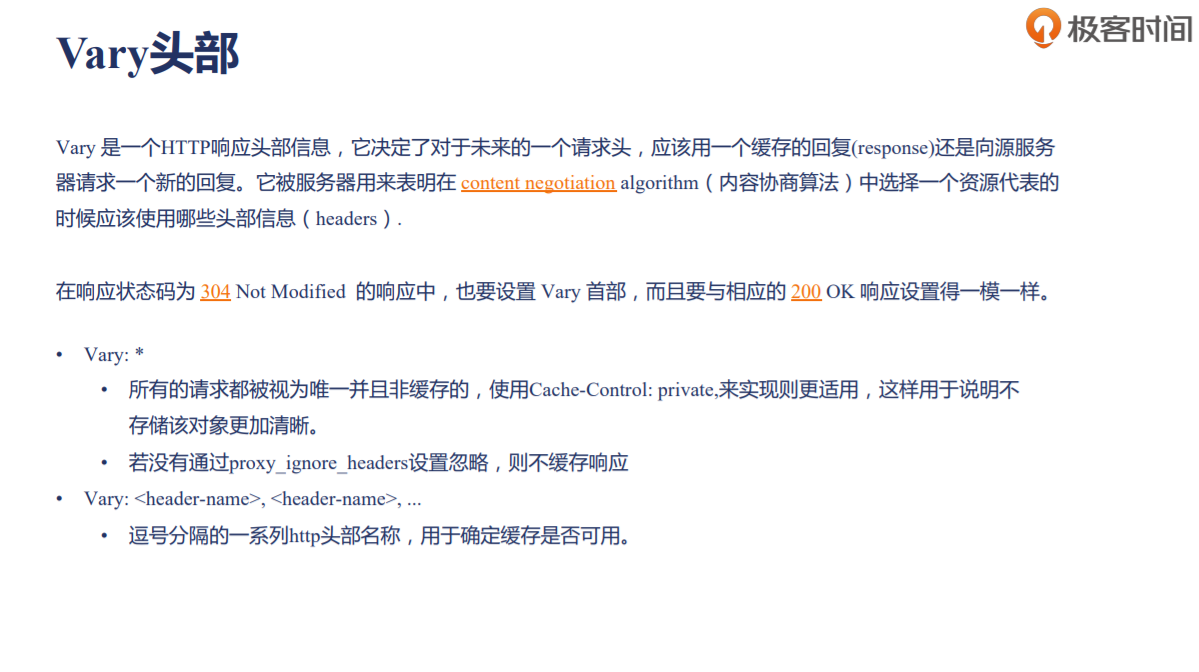 极客时间
Vary头部
Vary 是一个HTTP响应头部信息，它决定了对于未来的一个请求头，应该用一个缓存的回复(response)还是向源服务
器请求一个新的回复。它被服务器用来表明在 content negotiation algorithm（内容协商算法）中选择一个资源代表的
时候应该使用哪些头部信息（headers）.
在响应状态码为 304 Not Modified 的响应中，也要设置 Vary 首部，而且要与相应的 200 OK 响应设置得一模一样。
• Vary: *
• 所有的请求都被视为唯一并且非缓存的，使用Cache-Control: private,来实现则更适用，这样用于说明不
存储该对象更加清晰。
• 若没有通过proxy_ignore_headers设置忽略，则不缓存响应
• Vary: <header-name>, <header-name>, ...
• 逗号分隔的一系列http头部名称，用于确定缓存是否可用。